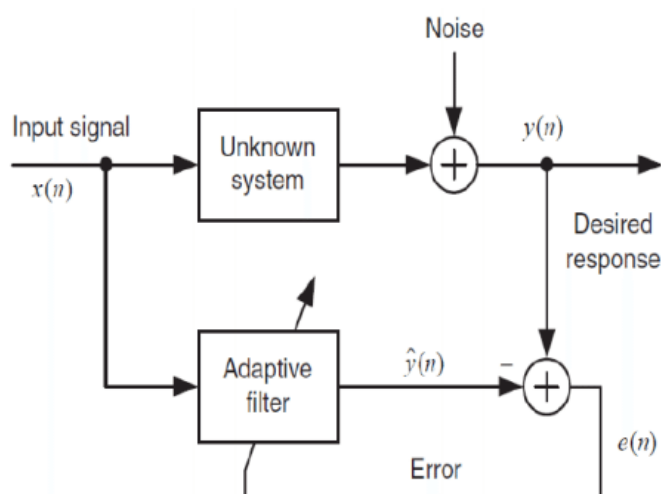 Noise
Input signal
Unknown
system
y(n)
x(n)
+
Desired
response
Adaptive
filter
ŷ(n)
−
+
e(n)
Error